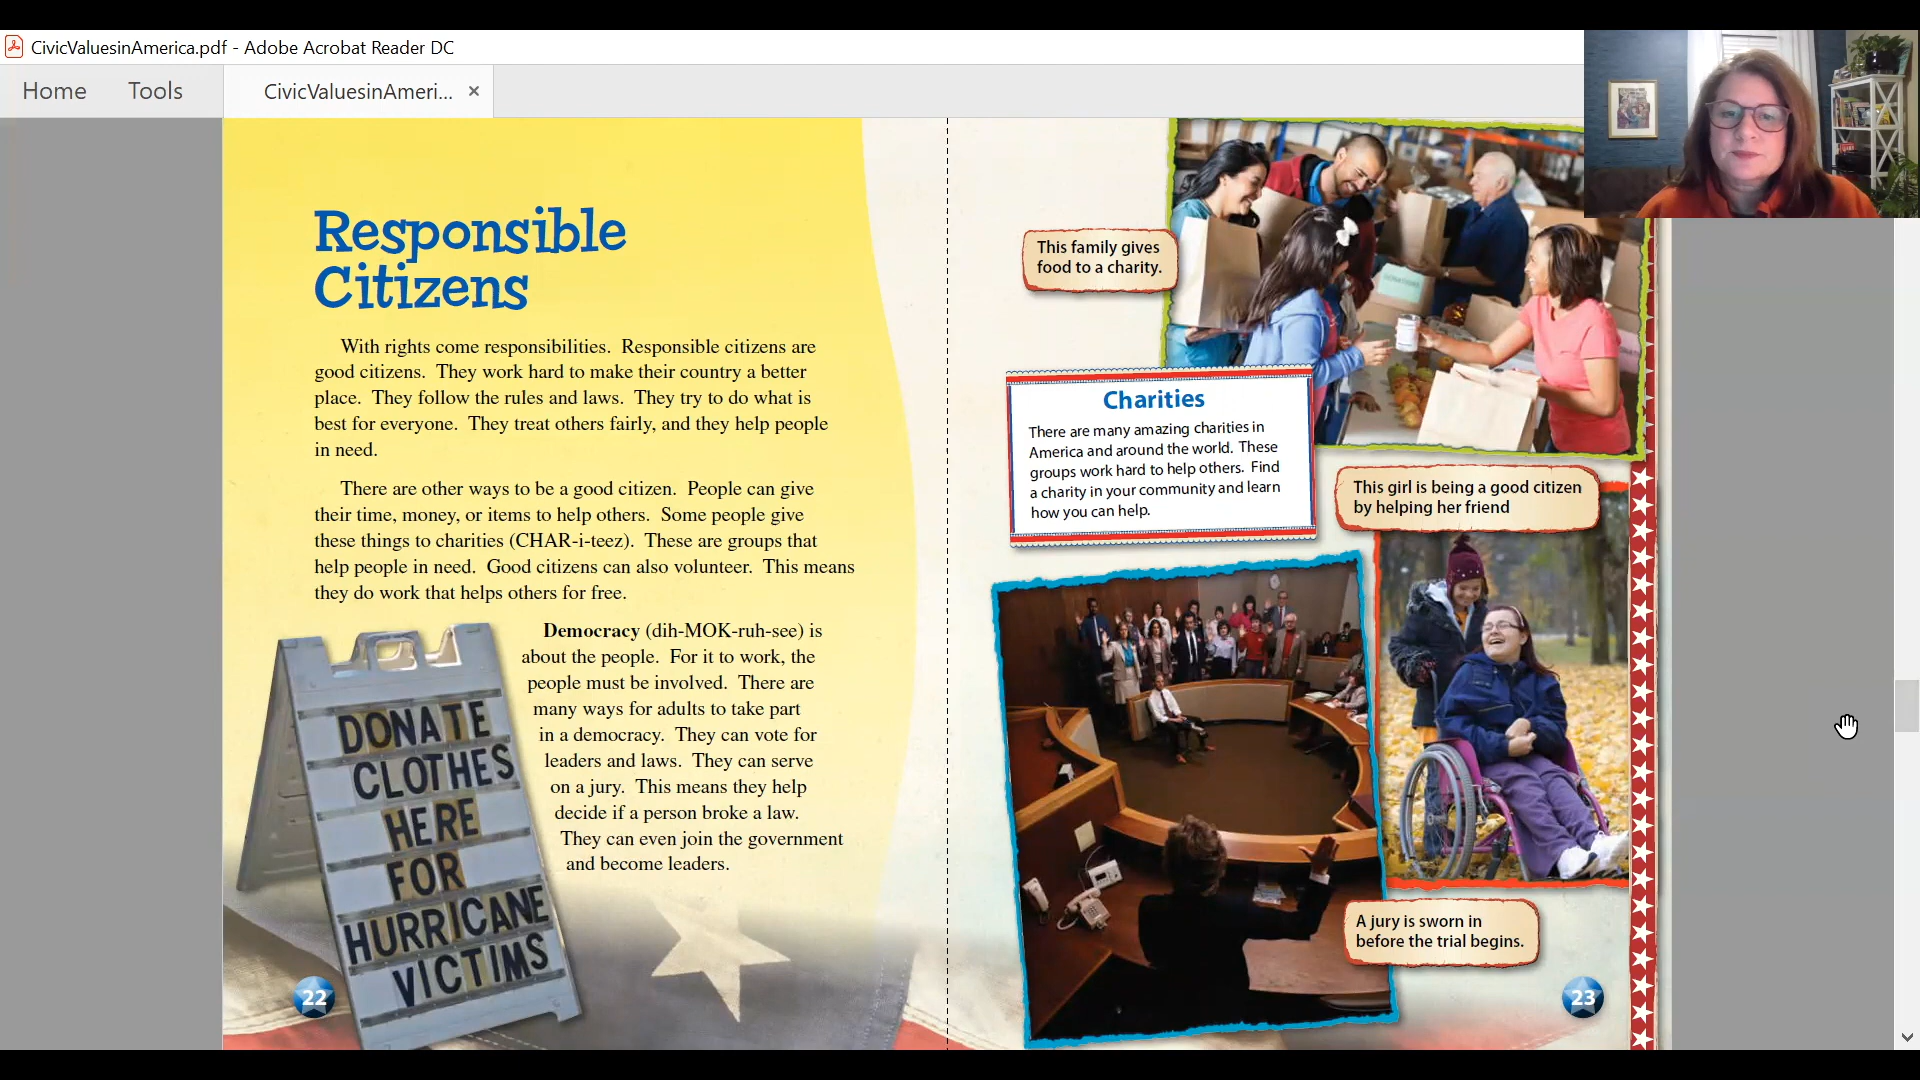 CivicValuesinAmerica.pdf - Adobe Acrobat Reader DC
Home
Tools
CivicValuesinAmeri...
Responsible
Citizens
With rights come responsibilities. Responsible citizens are
good citizens. They work hard to make their country a better
place. They follow the rules and laws. They try to do what is
best for everyone. They treat others fairly, and they help people
in need.
There are other ways to be a good citizen. People can give
their time, money, or items to help others. Some people give
these things to charities (CHAR-i-teez). These are groups that
help people in need. Good citizens can also volunteer. This means
they do work that helps others for free.
Democracy (dih-MOK-ruh-see) is
about the people. For it to work, the
people must be involved. There are
many ways for adults to take part
in a democracy. They can vote for
leaders and laws. They can serve
on a jury. This means they help
decide if a person broke a law.
They can even join the government
and become leaders.
DONATE
CLOTHES
HERE
FOR
HURRICANE
VICTIMS
22
This family gives
food to a charity.
DONATIONS
Charities
There are many amazing charities in
America and around the world. These
groups work hard to help others. Find
a charity in your community and learn
how you can help.
This girl is being a good citizen
by helping her friend
A jury is sworn in
before the trial begins.
23